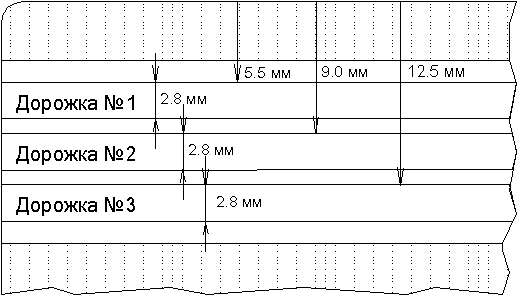 5.5 мм 9.0 мм 12.5 мм
Дорожка №1 2.8 мм
Дорожка №2 2.8 мм
Дорожка №3 2.8 мм